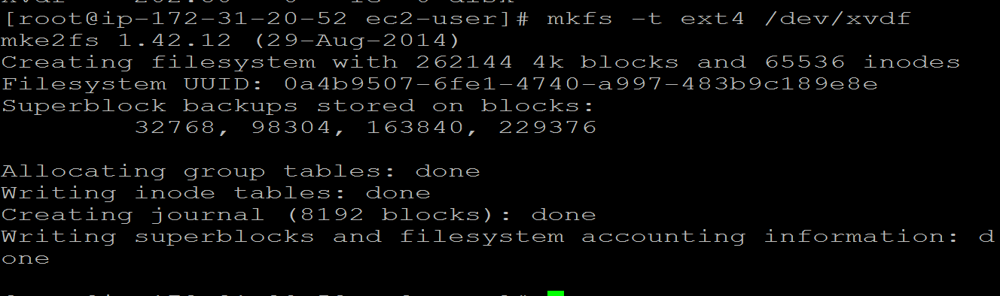 [root@ip-172-31-20-52 ec2-user]# mkfs -t ext4 /dev/xvdf
mke2fs 1.42.12 (29-Aug-2014)
Creating filesystem with 262144 4k blocks and 65536 inodes
Filesystem UUID: 0a4b9507-6fe1-4740-a997-483b9c189e8e
Superblock backups stored on blocks:
        32768, 98304, 163840, 229376

Allocating group tables: done
Writing inode tables: done
Creating journal (8192 blocks): done
Writing superblocks and filesystem accounting information: d
one